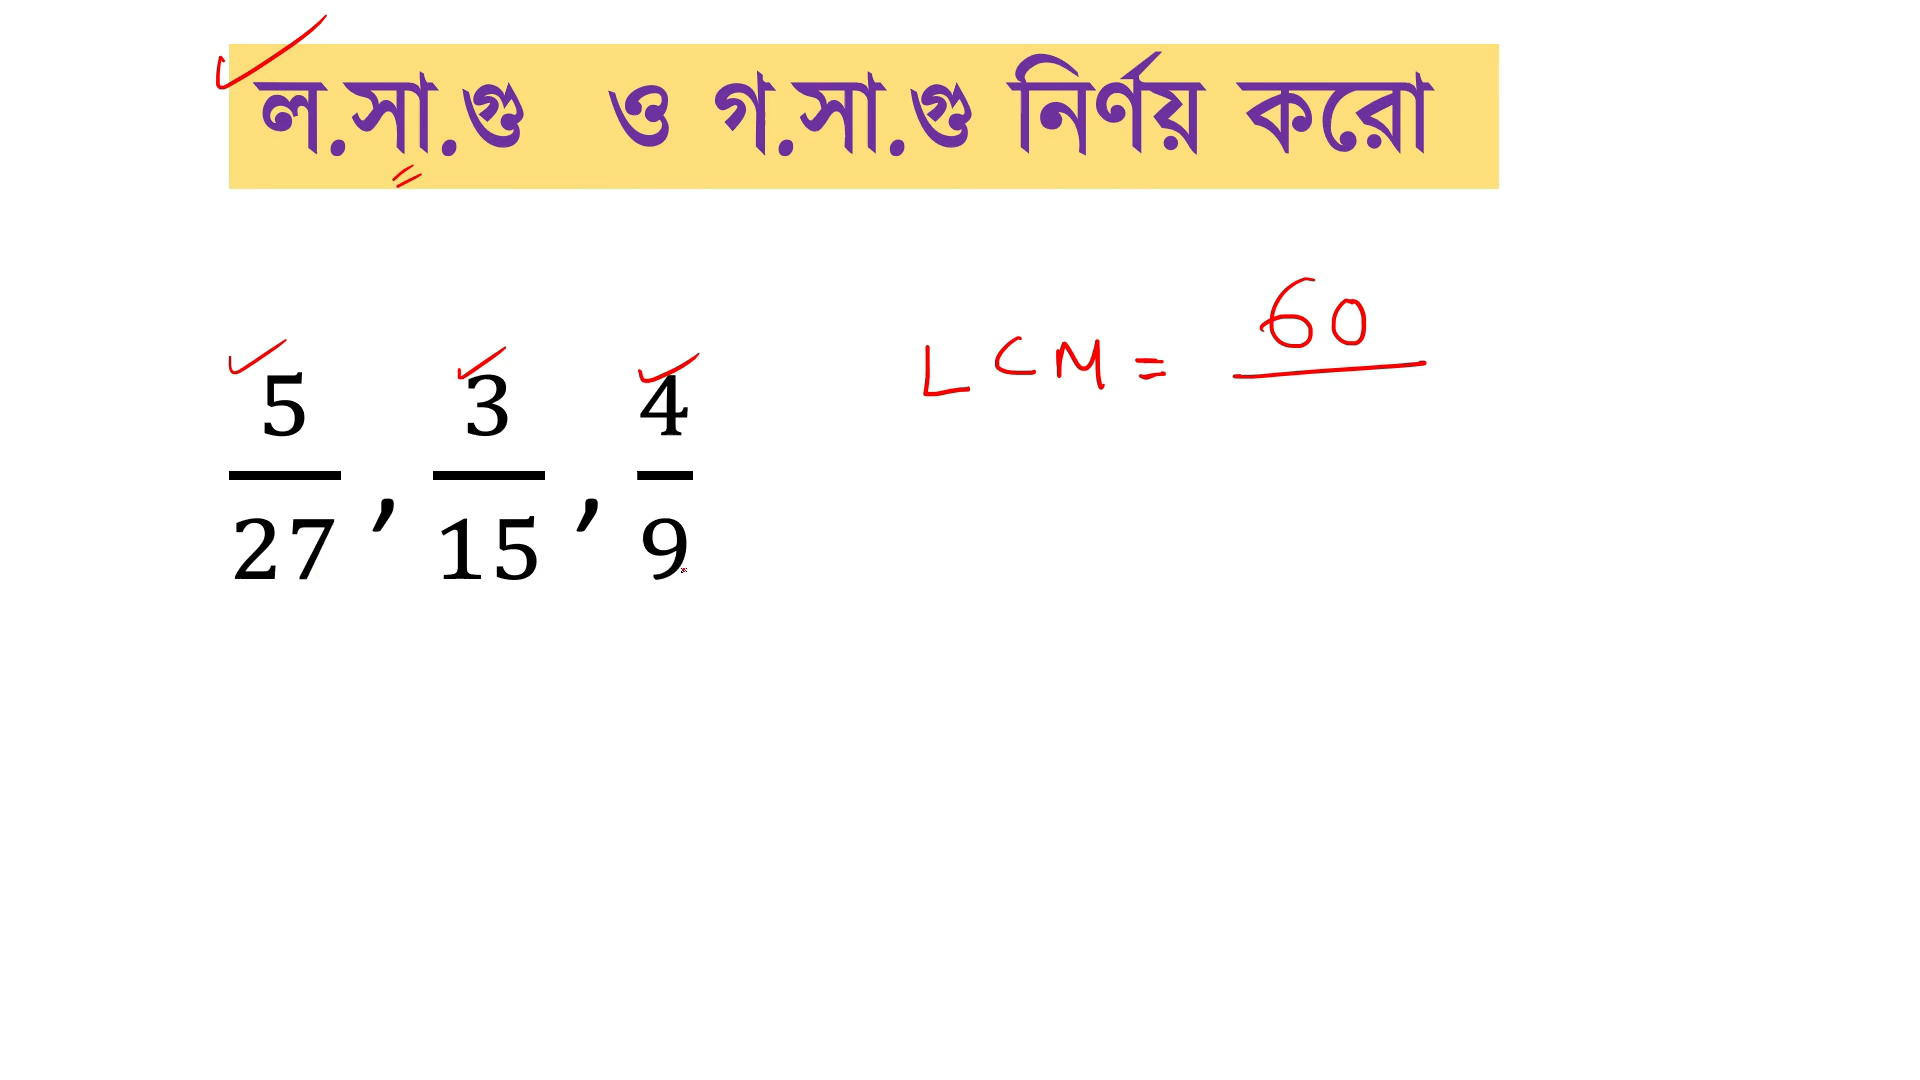 ল.সা.গু ও গ.সা.গু নির্ণয় করো
LCM = 60
5/27 , 3/15 , 4/9